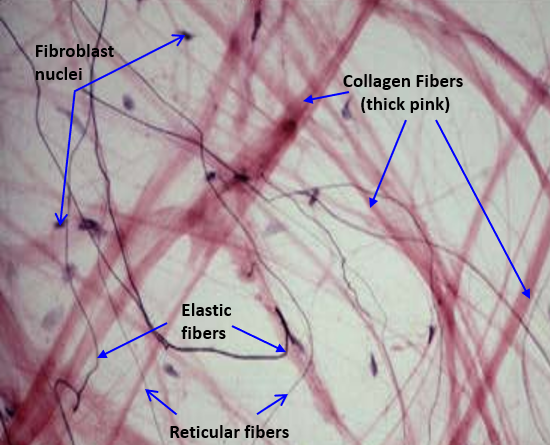 Fibroblast
nuclei
Collagen Fibers
(thick pink)
Elastic
fibers
Reticular fibers